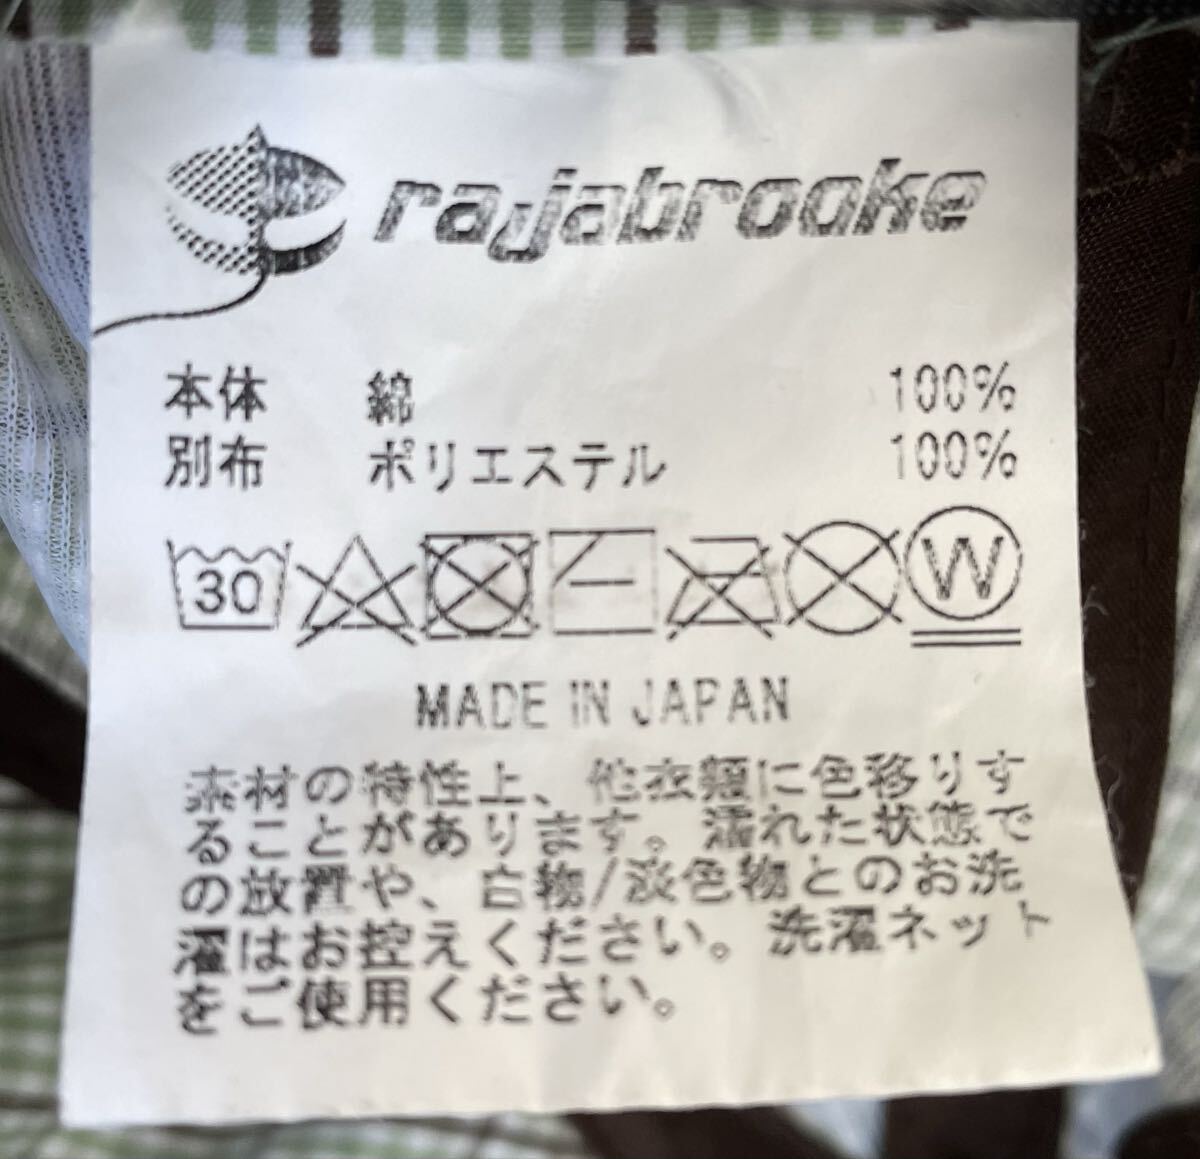 rajabrooke
本体 綿 100%
別布 ポリエステル 100%
30 W
MADE IN JAPAN
素材の特性上、他衣類に色移りす
ることがあります。濡れた状態で
の放置や、白物/淡色物とのお洗
濯はお控えください。洗濯ネット
をご使用ください。